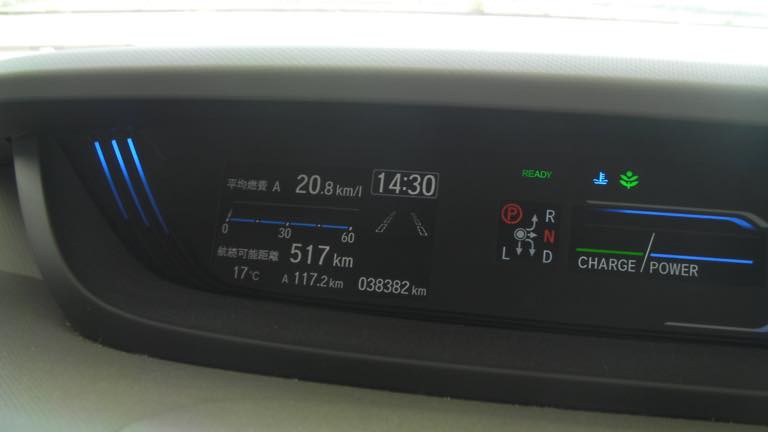 平均燃費 A 20.8 km/l 14:30
0 30 60
航続可能距離 517 km
17℃ A 117.2 km 038382 km
READY
P R
N
L D
CHARGE POWER